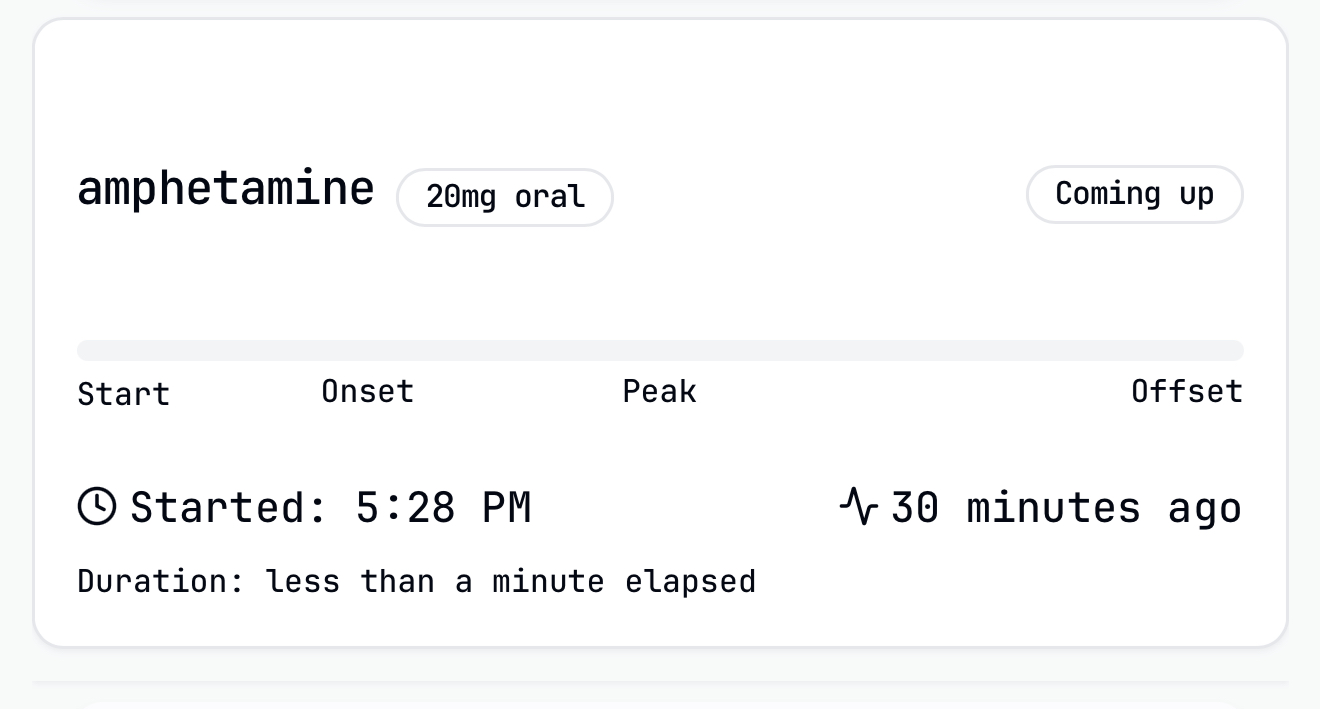 amphetamine 20mg oral Coming up
Start Onset Peak Offset
Started: 5:28 PM 30 minutes ago
Duration: less than a minute elapsed